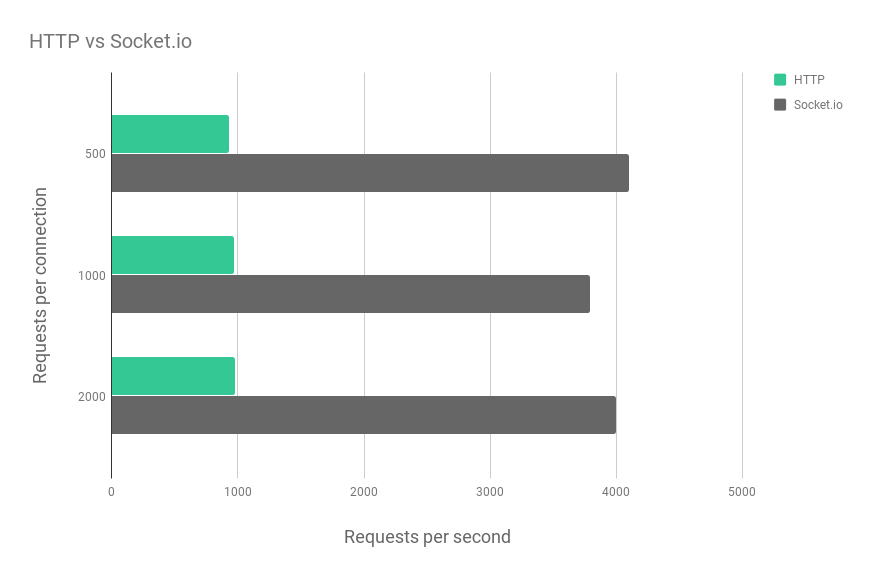 HTTP vs Socket.io
HTTP
Socket.io
Requests per connection
500
1000
2000
0 1000 2000 3000 4000 5000
Requests per second